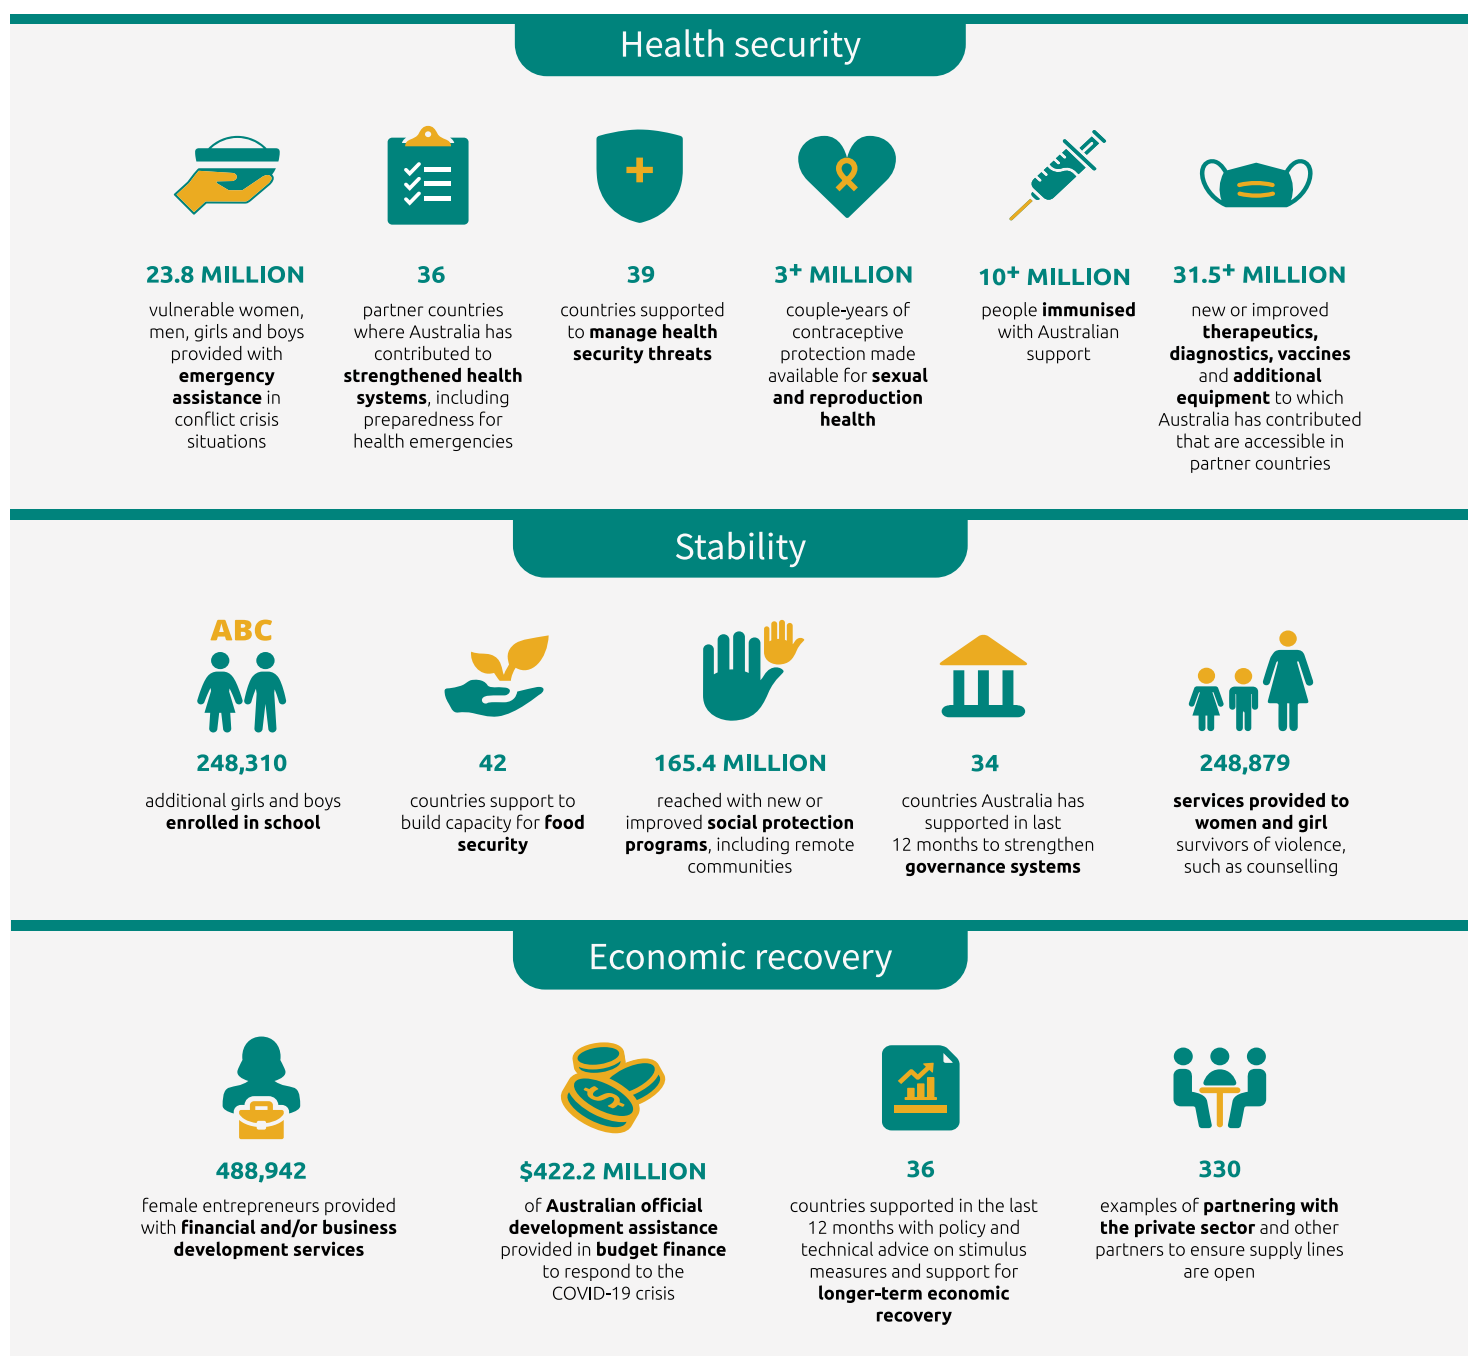 Health security
23.8 MILLION
vulnerable women,
men, girls and boys
provided with
emergency
assistance in
conflict crisis
situations
36
partner countries
where Australia has
contributed to
strengthened health
systems, including
preparedness for
health emergencies
39
countries supported
to manage health
security threats
3+ MILLION
couple-years of
contraceptive
protection made
available for sexual
and reproduction
health
10+ MILLION
people immunised
with Australian
support
31.5+ MILLION
new or improved
therapeutics,
diagnostics, vaccines
and additional
equipment to which
Australia has contributed
that are accessible in
partner countries
Stability
ABC
248,310
additional girls and boys
enrolled in school
42
countries support to
build capacity for food
security
165.4 MILLION
reached with new or
improved social protection
programs, including remote
communities
34
countries Australia has
supported in last
12 months to strengthen
governance systems
248,879
services provided to
women and girl
survivors of violence,
such as counselling
Economic recovery
488,942
female entrepreneurs provided
with financial and/or business
development services
$
$422.2 MILLION
of Australian official
development assistance
provided in budget finance
to respond to the
COVID-19 crisis
36
countries supported in the last
12 months with policy and
technical advice on stimulus
measures and support for
longer-term economic
recovery
330
examples of partnering with
the private sector and other
partners to ensure supply lines
are open